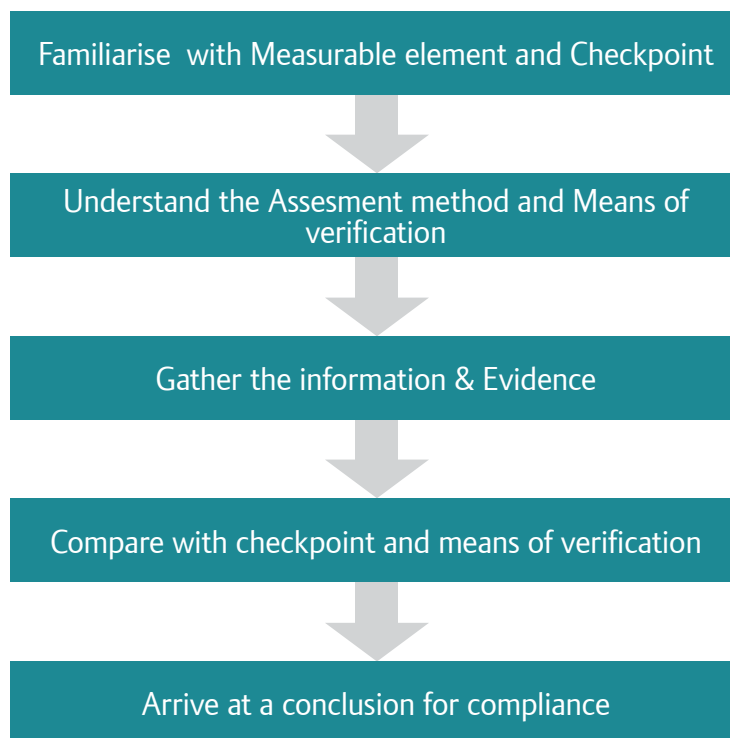 Familiarise with Measurable element and Checkpoint
Understand the Assesment method and Means of
verification
Gather the information & Evidence
Compare with checkpoint and means of verification
Arrive at a conclusion for compliance